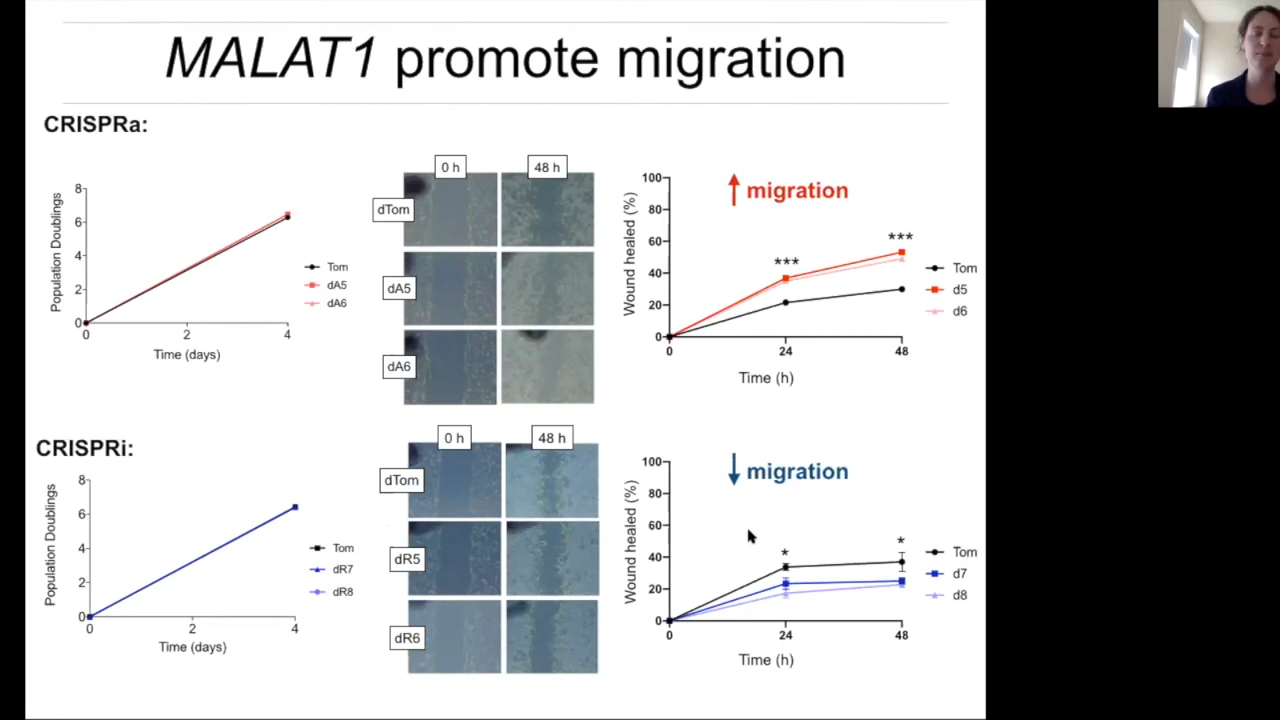 MALAT1 promote migration
CRISPRa:
Population Doublings
8
6
4
2
0
0
2
4
Time (days)
Tom
dA5
dA6
0 h
48 h
dTom
dA5
dA6
Wound healed (%)
100
80
60
40
20
0
0
24
48
Time (h)
migration
***
***
Tom
d5
d6
CRISPRi:
Population Doublings
8
6
4
2
0
0
2
4
Time (days)
Tom
dR7
dR8
0 h
48 h
dTom
dR5
dR6
Wound healed (%)
100
80
60
40
20
0
0
24
48
Time (h)
migration
*
*
Tom
d7
d8